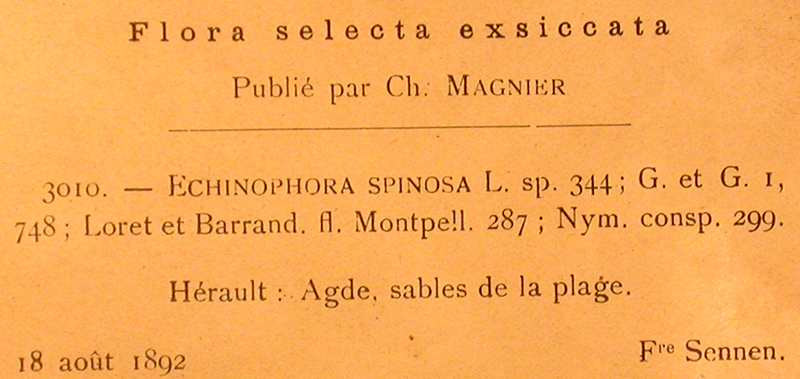 Flora selecta exsiccata
Publié par Ch. MAGNIER
3010. — ECHINOPHORA SPINOSA L. sp. 344; G. et G. 1,
748; Loret et Barrand. fl. Montpell. 287; Nym. consp. 299.
Hérault: Agde, sables de la plage.
18 août 1892
Fre Sennen.